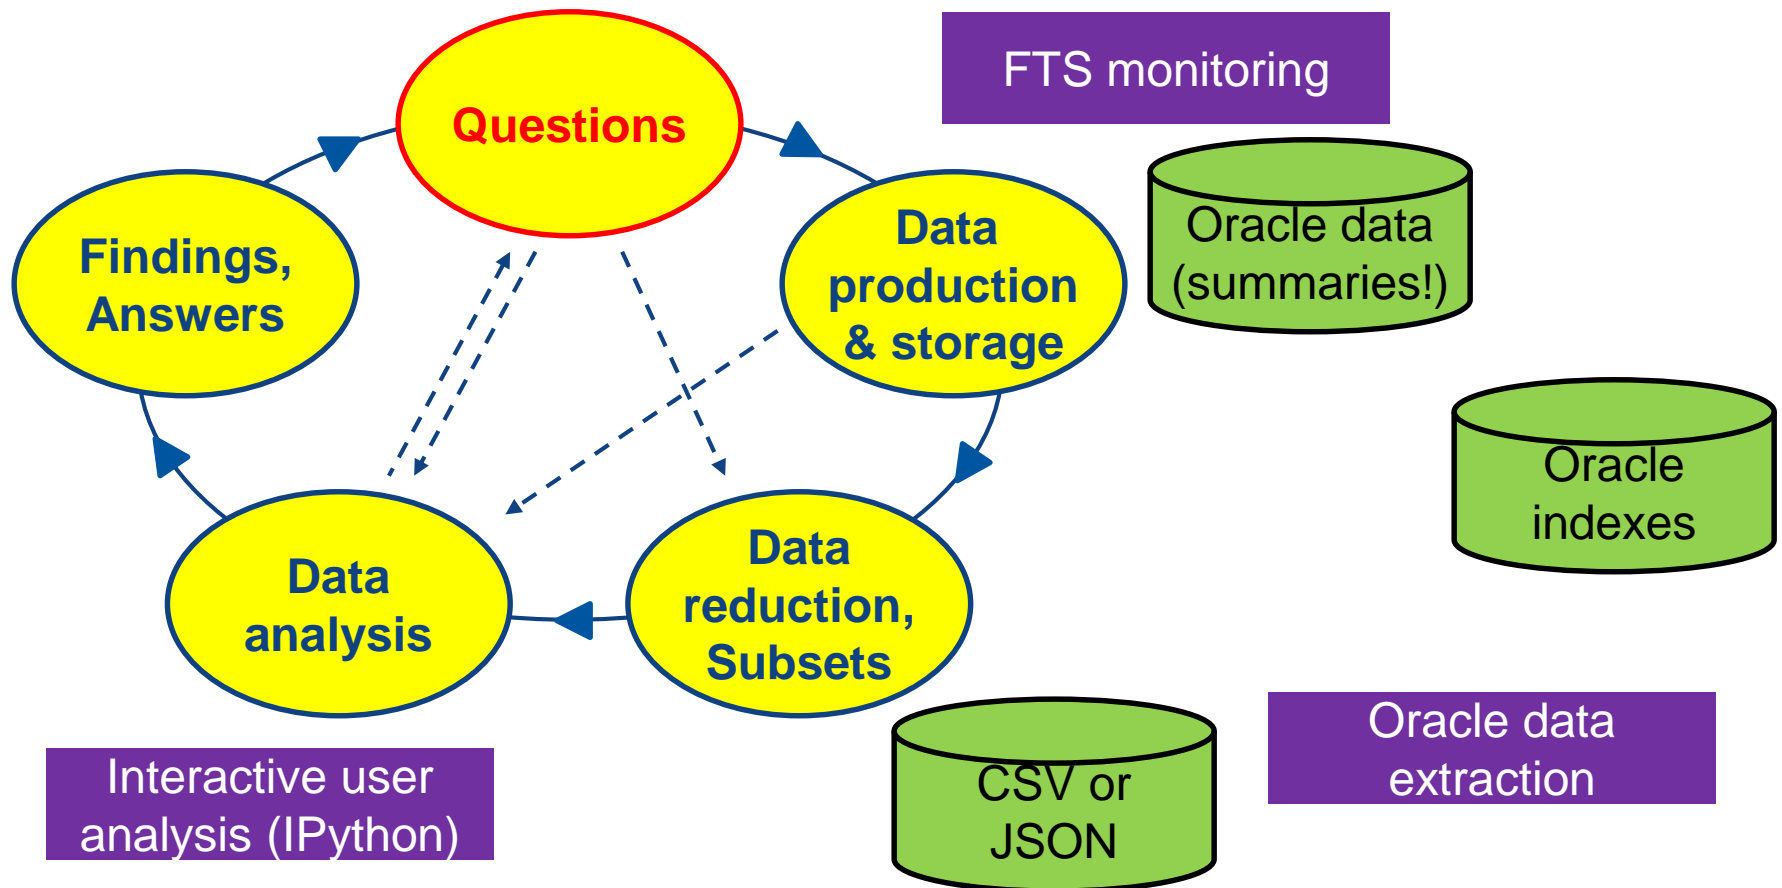 FTS monitoring
Questions
Data
production
& storage
Oracle data
(summaries!)
Findings,
Answers
Oracle
indexes
Data
analysis
Data
reduction,
Subsets
Oracle data
extraction
CSV or
JSON
Interactive user
analysis (IPython)